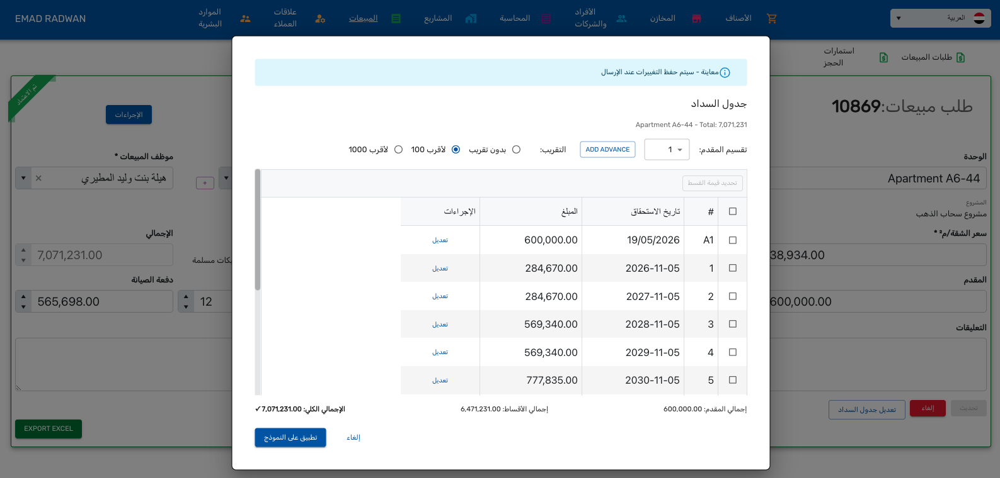 EMAD RADWAN
الموارد البشرية
علاقات العملاء
المبيعات
المشاريع
المحاسبة
الأفراد والشركات
المخازن
الأصناف
العربية
طلبات المبيعات
استمارات الحجز
تم الاعتماد
الإجراءات
طلب مبيعات:10869
موظف المبيعات *
هيلة بنت وليد المطيري
+
الوحدة
Apartment A6-44
المشروع
مشروع سحاب الذهب
الإجمالي
7,071,231.00
يكات مسلمة
سعر الشقة/م² *
38,934.00
دفعة الصيانة
565,698.00
12
المقدم
600,000.00
التعليقات
EXPORT EXCEL
تعديل جدول السداد
إلغاء
تحديث
معاينة - سيتم حفظ التغييرات عند الإرسال
جدول السداد
Apartment A6-44 - Total: 7,071,231
تقسيم المقدم:
1
ADD ADVANCE
التقريب:
بدون تقريب
لأقرب 100
لأقرب 1000
تحديد قيمة القسط
# تاريخ الاستحقاق المبلغ الإجراءات
A1 19/05/2026 600,000.00 تعديل
1 2026-11-05 284,670.00 تعديل
2 2027-11-05 284,670.00 تعديل
3 2028-11-05 569,340.00 تعديل
4 2029-11-05 569,340.00 تعديل
5 2030-11-05 777,835.00 تعديل
إجمالي المقدم: 600,000.00
إجمالي الأقساط: 6,471,231.00
الإجمالي الكلي: 7,071,231.00 ✓
إلغاء
تطبيق على النموذج